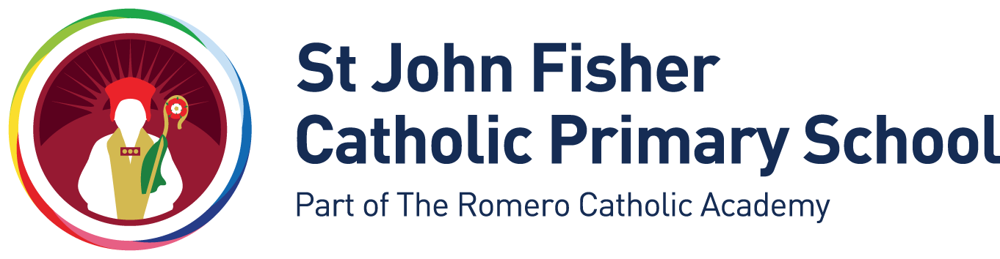 St John Fisher
Catholic Primary School
Part of The Romero Catholic Academy